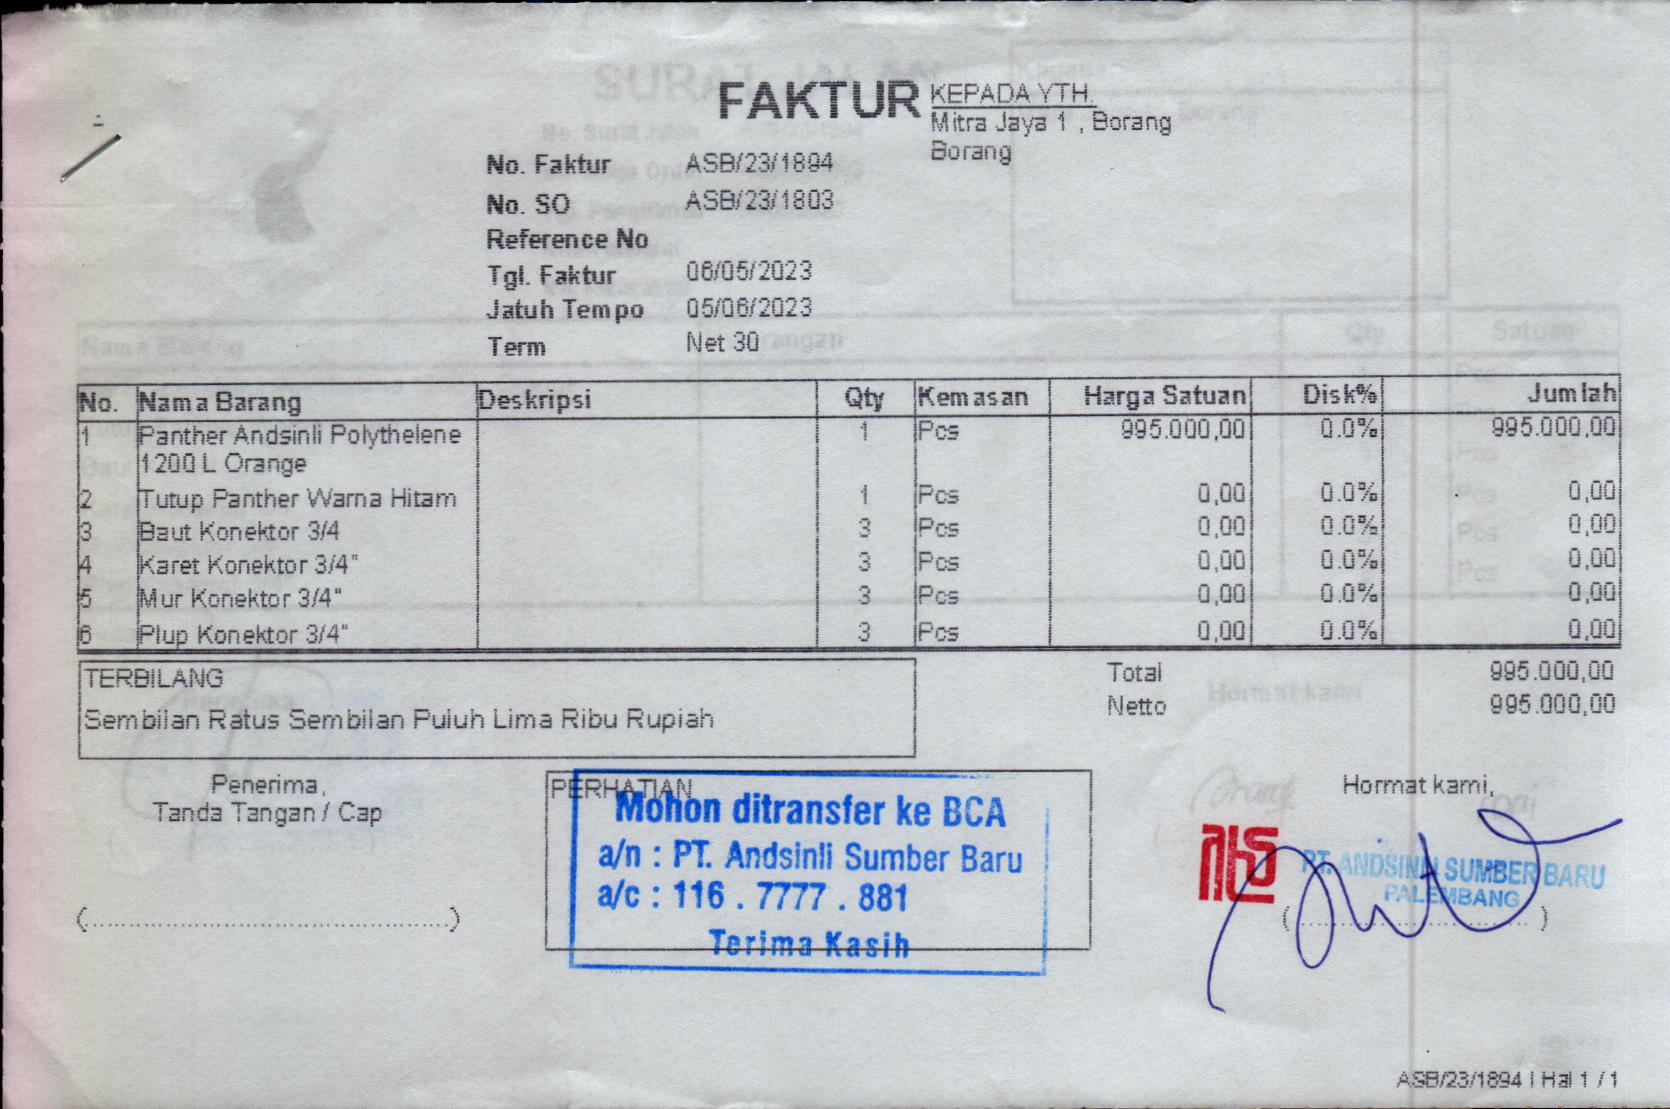 FAKTUR
KEPADA YTH.
Mitra Jaya 1 , Borang
Borang
No. Faktur ASB/23/1894
No. SO ASB/23/1803
Reference No
Tgl. Faktur 06/05/2023
Jatuh Tempo 05/06/2023
Term Net 30
No. Nama Barang Deskripsi Qty Kemasan Harga Satuan Disk% Jumlah
1 Panther Andsinli Polythelene 1 Pcs 995.000,00 0.0% 995.000,00
1200 L Orange
2 Tutup Panther Warna Hitam 1 Pcs 0,00 0.0% 0,00
3 Baut Konektor 3/4 3 Pcs 0,00 0.0% 0,00
4 Karet Konektor 3/4" 3 Pcs 0,00 0.0% 0,00
5 Mur Konektor 3/4" 3 Pcs 0,00 0.0% 0,00
6 Plup Konektor 3/4" 3 Pcs 0,00 0.0% 0,00
TERBILANG
Sembilan Ratus Sembilan Puluh Lima Ribu Rupiah
Total 995.000,00
Netto 995.000,00
Penerima,
Tanda Tangan / Cap
PERHATIAN
Mohon ditransfer ke BCA
a/n : PT. Andsinli Sumber Baru
a/c : 116 . 7777 . 881
Terima Kasih
Hormat kami,
PT. ANDSINLI SUMBER BARU
PALEMBANG
ASB/23/1894 | Hal 1 / 1